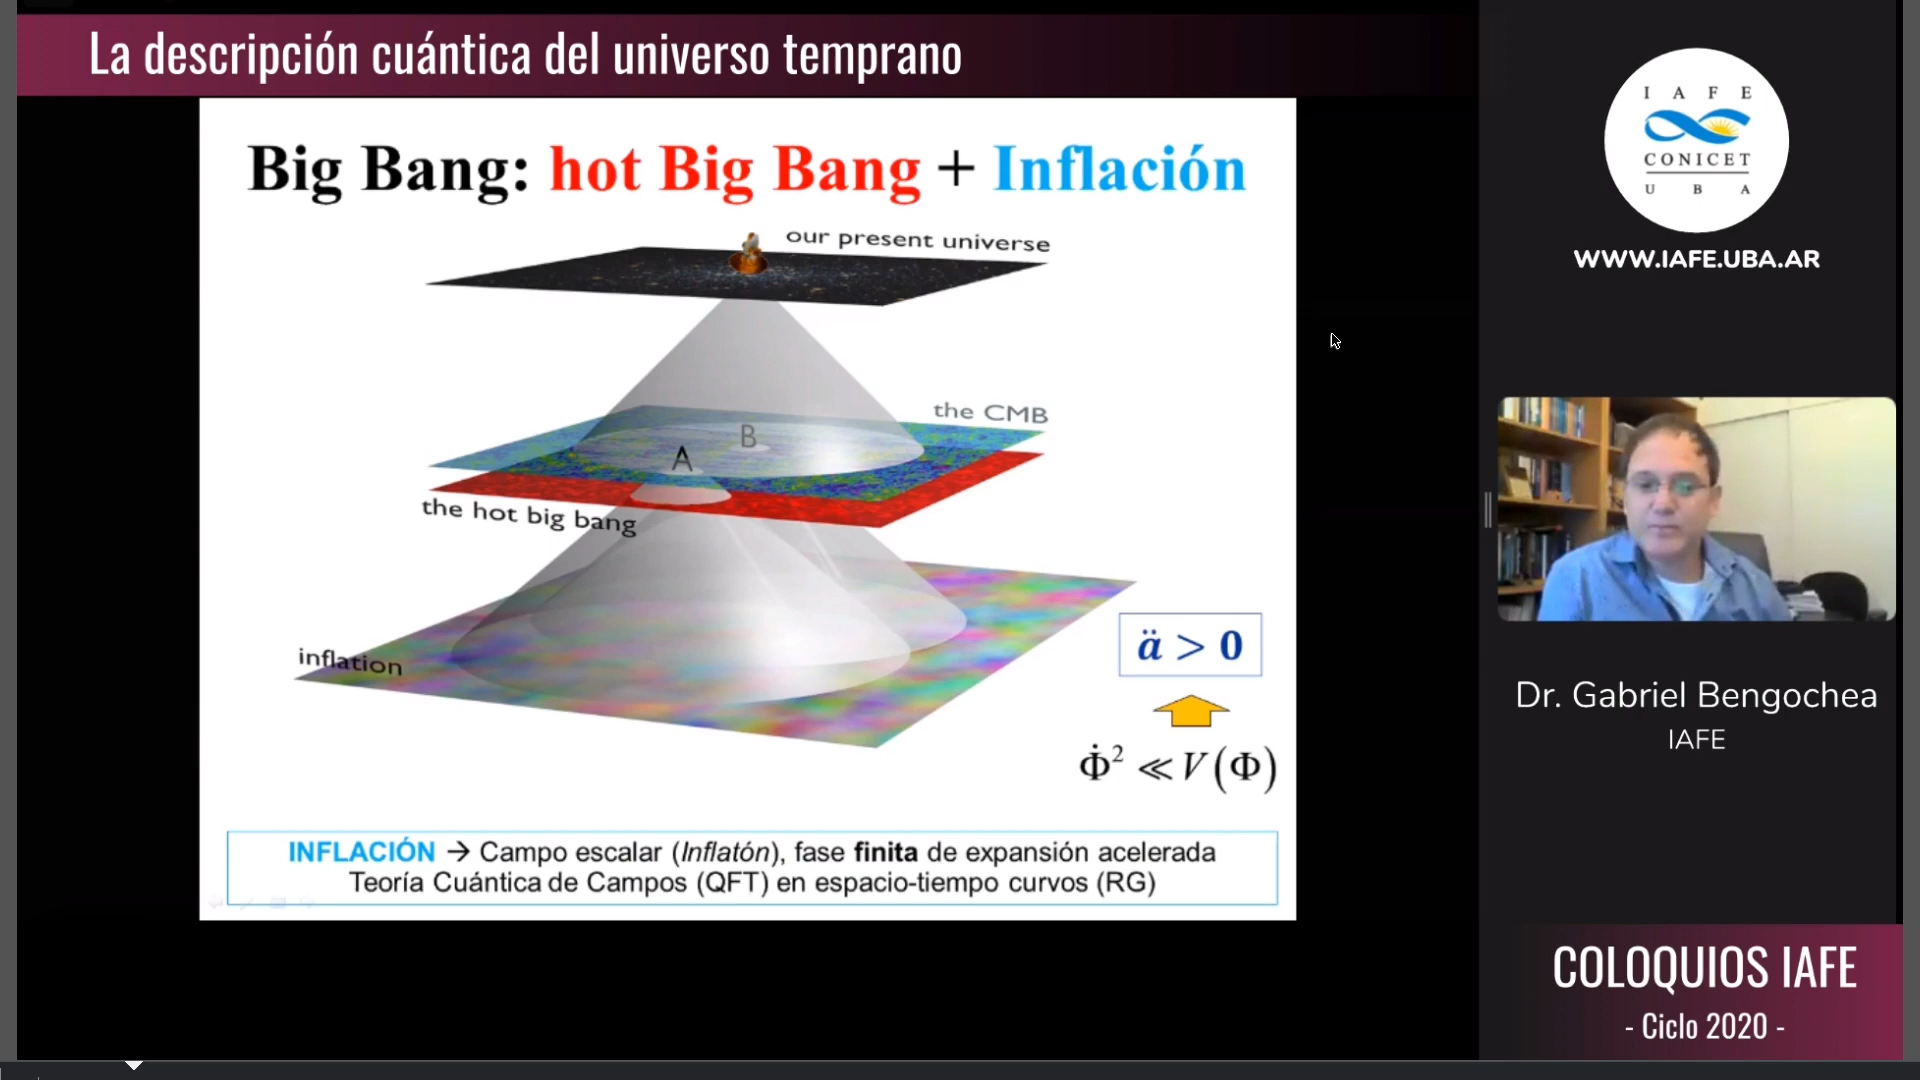 La descripción cuántica del universo temprano
Big Bang: hot Big Bang + Inflación
our present universe
the CMB
B
A
the hot big bang
inflation
ä > 0
Φ̇² ≪ V(Φ)
INFLACIÓN → Campo escalar (Inflatón), fase finita de expansión acelerada
Teoría Cuántica de Campos (QFT) en espacio-tiempo curvos (RG)
I A F E
CONICET
U B A
WWW.IAFE.UBA.AR
Dr. Gabriel Bengochea
IAFE
COLOQUIOS IAFE
- Ciclo 2020 -